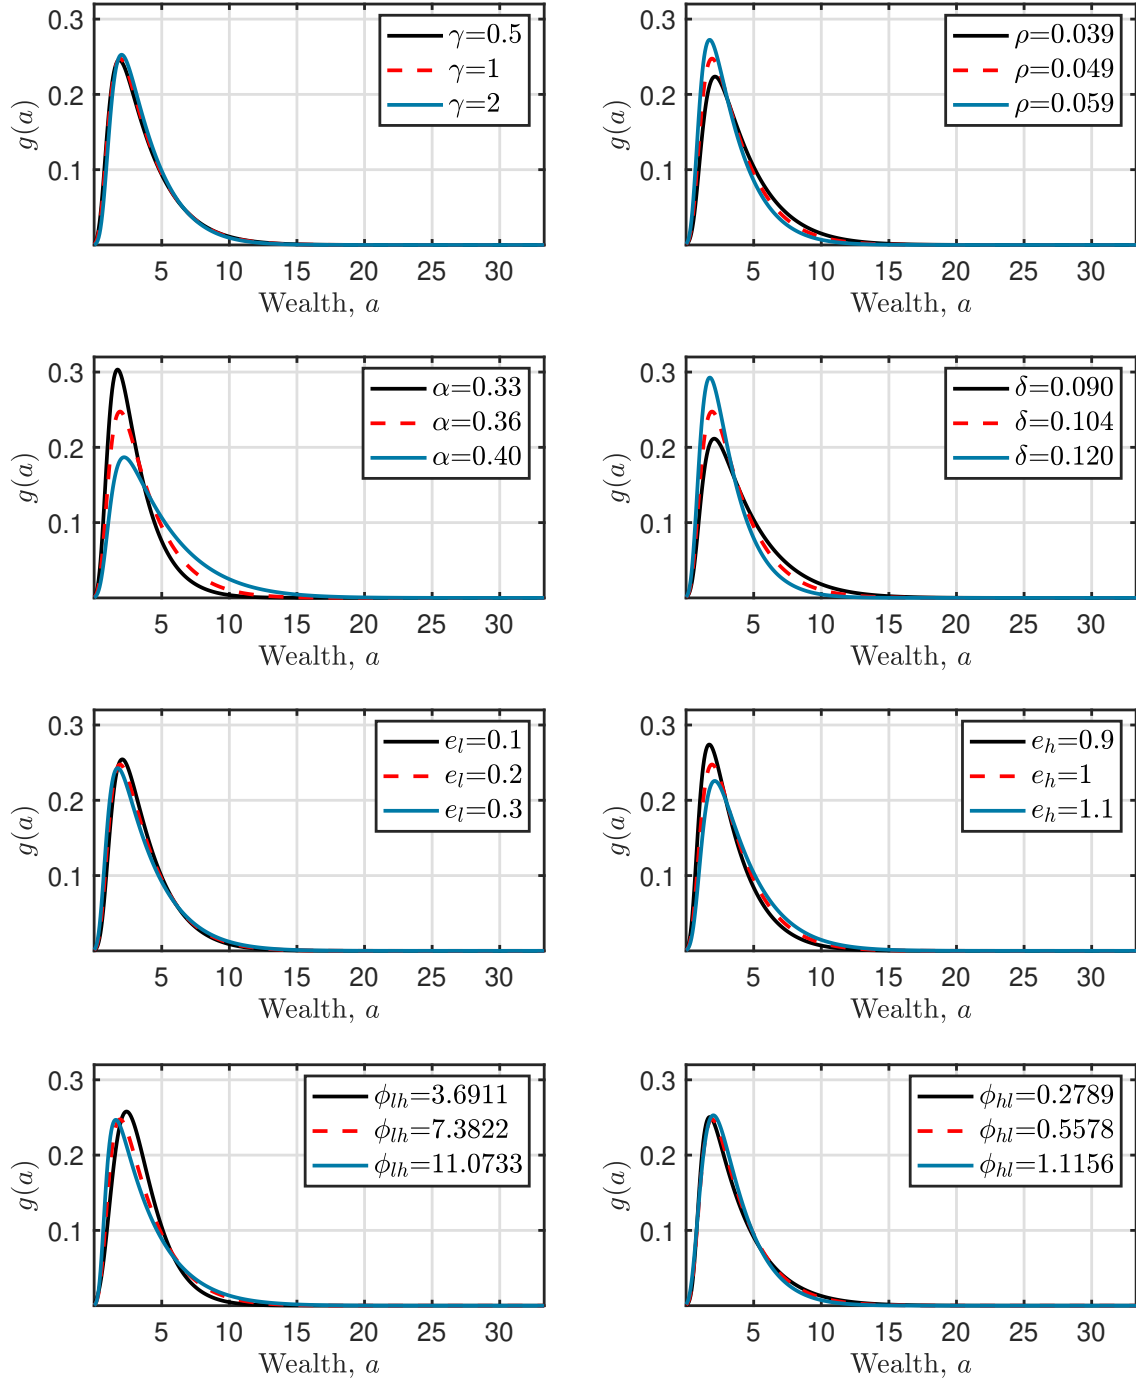 0.3
0.2
0.1
g(a)
γ=0.5
γ=1
γ=2
5 10 15 20 25 30
Wealth, a
0.3
0.2
0.1
g(a)
ρ=0.039
ρ=0.049
ρ=0.059
5 10 15 20 25 30
Wealth, a
0.3
0.2
0.1
g(a)
α=0.33
α=0.36
α=0.40
5 10 15 20 25 30
Wealth, a
0.3
0.2
0.1
g(a)
δ=0.090
δ=0.104
δ=0.120
5 10 15 20 25 30
Wealth, a
0.3
0.2
0.1
g(a)
e_l=0.1
e_l=0.2
e_l=0.3
5 10 15 20 25 30
Wealth, a
0.3
0.2
0.1
g(a)
e_h=0.9
e_h=1
e_h=1.1
5 10 15 20 25 30
Wealth, a
0.3
0.2
0.1
g(a)
ϕ_lh=3.6911
ϕ_lh=7.3822
ϕ_lh=11.0733
5 10 15 20 25 30
Wealth, a
0.3
0.2
0.1
g(a)
ϕ_hl=0.2789
ϕ_hl=0.5578
ϕ_hl=1.1156
5 10 15 20 25 30
Wealth, a